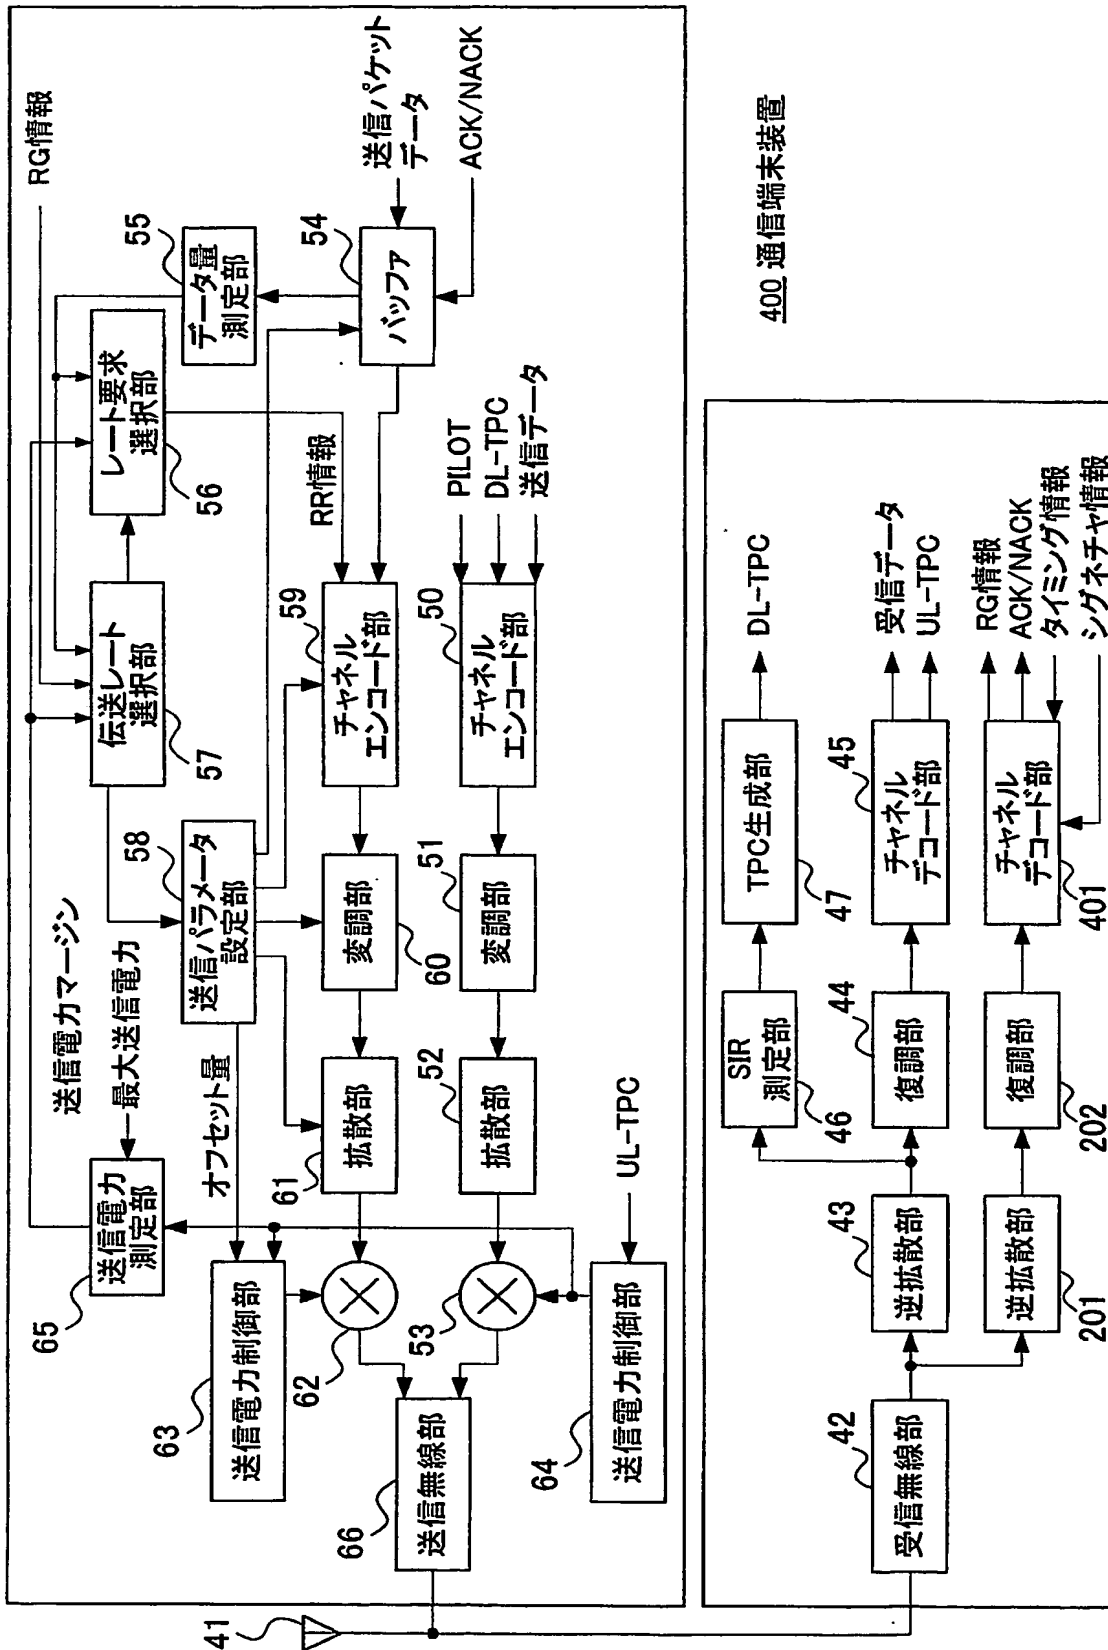 400 通信端末装置
RG情報
送信パケット
データ
ACK/NACK
55
データ量
測定部
54
バッファ
レート要求
選択部
56
伝送レート
選択部
57
送信電力マージン
最大送信電力
58
送信パラメータ
設定部
オフセット量
RR情報
59
チャネル
エンコード部
変調部
60
拡散部
61
PILOT
DL-TPC
送信データ
50
チャネル
エンコード部
51
変調部
52
拡散部
UL-TPC
65
送信電力
測定部
63
送信電力制御部
62
53
64
送信電力制御部
66
送信無線部
41
42
受信無線部
43
逆拡散部
44
復調部
45
チャネル
デコード部
受信データ
UL-TPC
46
SIR
測定部
47
TPC生成部
DL-TPC
201
逆拡散部
202
復調部
401
チャネル
デコード部
RG情報
ACK/NACK
タイミング情報
シグネチャ情報